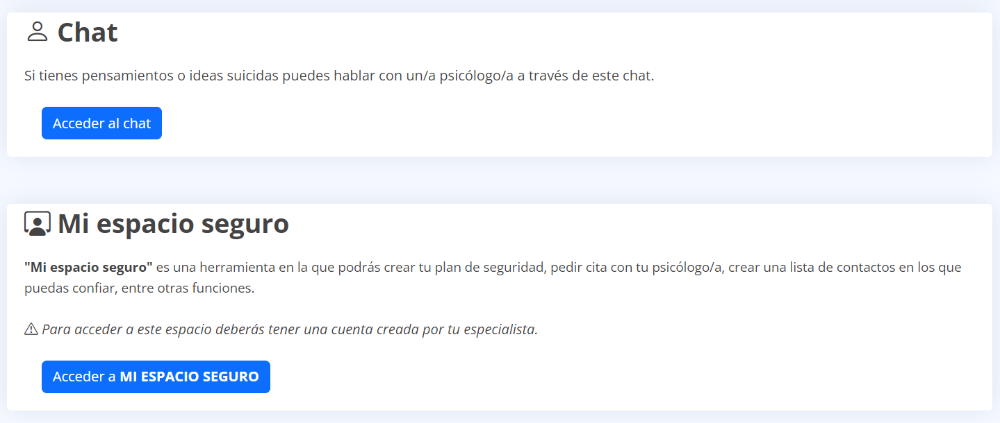 Chat
Si tienes pensamientos o ideas suicidas puedes hablar con un/a psicólogo/a a través de este chat.
Acceder al chat
Mi espacio seguro
"Mi espacio seguro" es una herramienta en la que podrás crear tu plan de seguridad, pedir cita con tu psicólogo/a, crear una lista de contactos en los que
puedas confiar, entre otras funciones.
Para acceder a este espacio deberás tener una cuenta creada por tu especialista.
Acceder a MI ESPACIO SEGURO